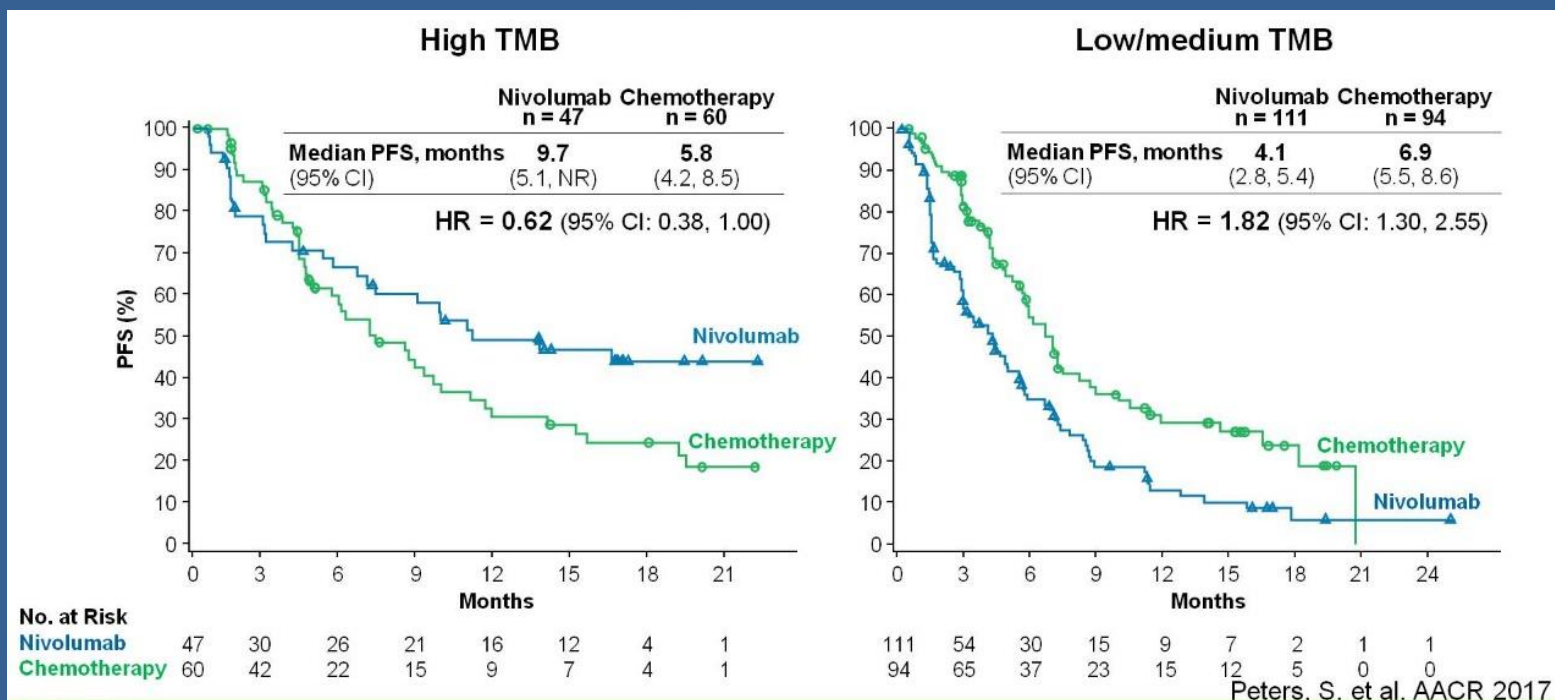 High TMB
Nivolumab Chemotherapy
n = 47 n = 60
Median PFS, months 9.7 5.8
(95% CI) (5.1, NR) (4.2, 8.5)
HR = 0.62 (95% CI: 0.38, 1.00)
PFS (%)
100
90
80
70
60
50
40
30
20
10
0
Nivolumab
Chemotherapy
0 3 6 9 12 15 18 21
Months
Low/medium TMB
Nivolumab Chemotherapy
n = 111 n = 94
Median PFS, months 4.1 6.9
(95% CI) (2.8, 5.4) (5.5, 8.6)
HR = 1.82 (95% CI: 1.30, 2.55)
100
90
80
70
60
50
40
30
20
10
0
Chemotherapy
Nivolumab
0 3 6 9 12 15 18 21 24
Months
No. at Risk
Nivolumab 47 30 26 21 16 12 4 1 111 54 30 15 9 7 2 1 1
Chemotherapy 60 42 22 15 9 7 4 1 94 65 37 23 15 12 5 0 0
Peters, S. et al. AACR 2017